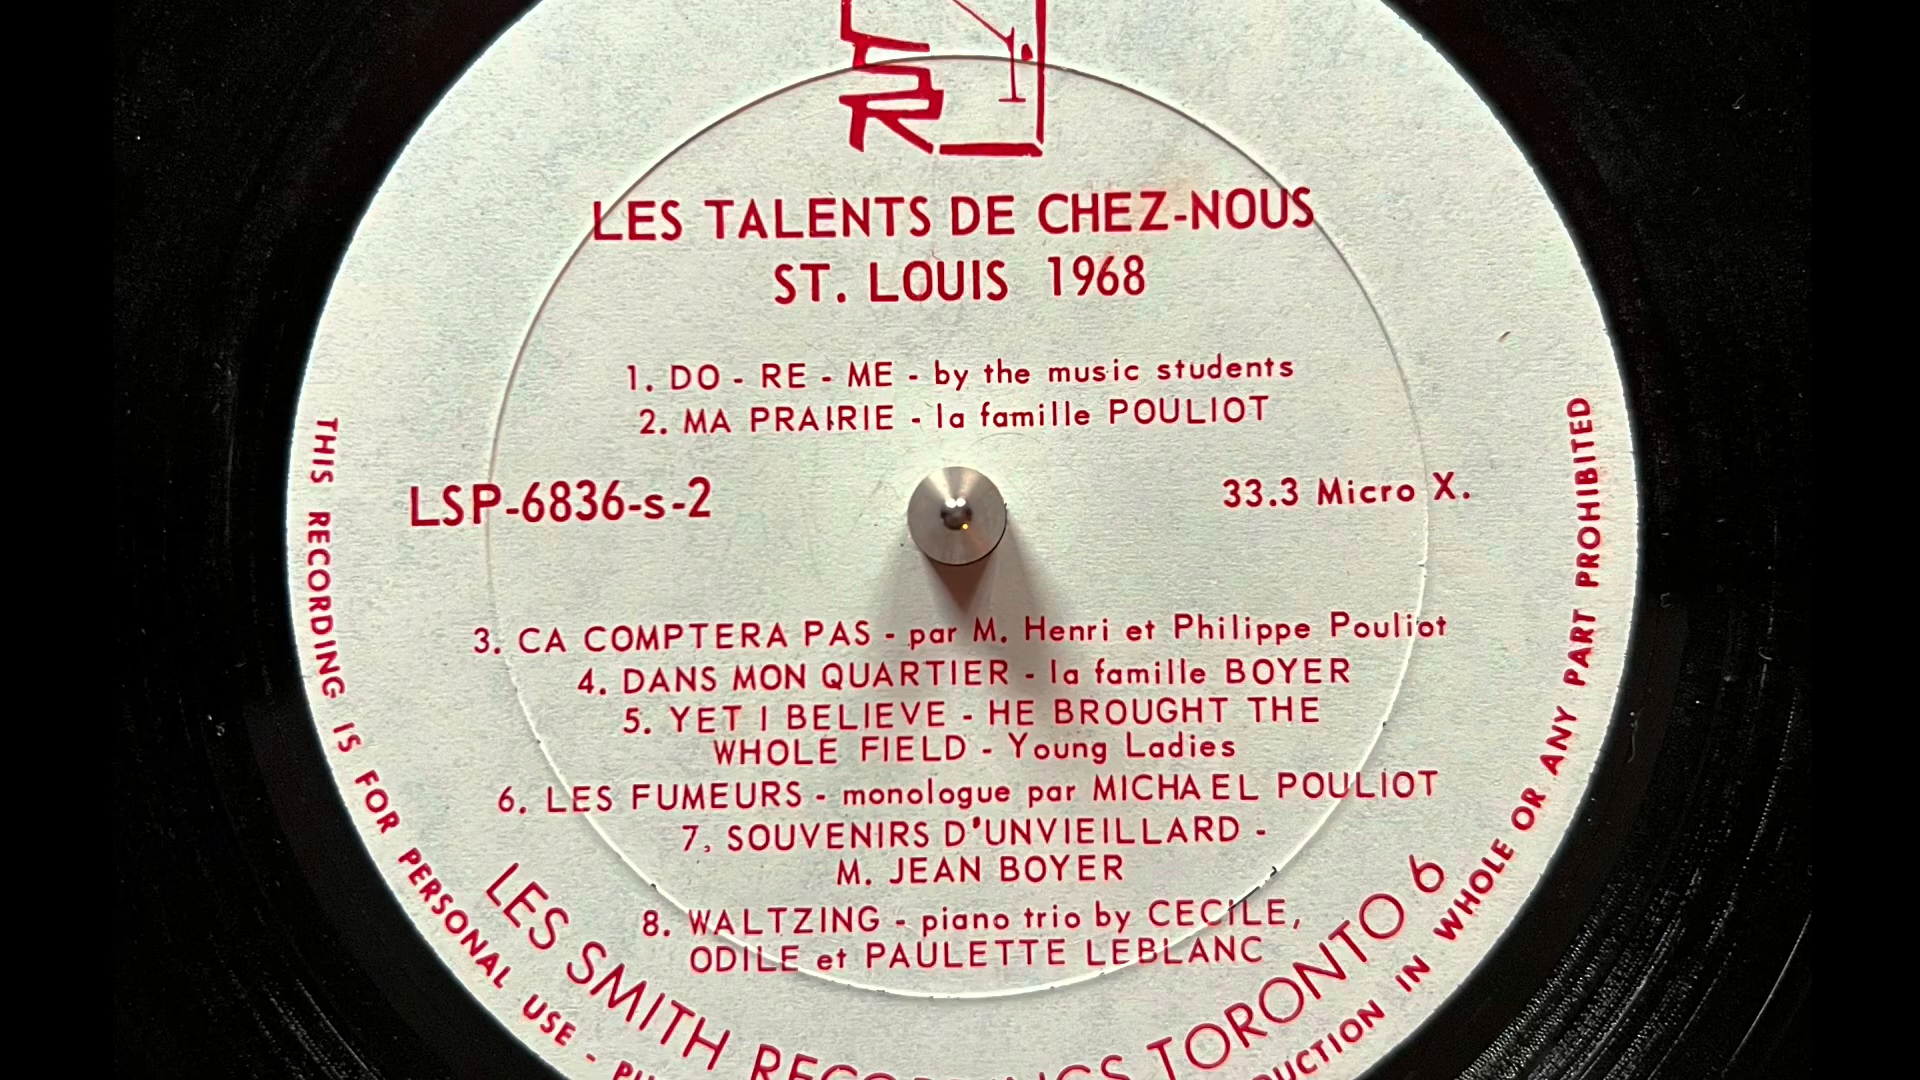 LES TALENTS DE CHEZ-NOUS
ST. LOUIS 1968
1. DO - RE - ME - by the music students
2. MA PRAIRIE - la famille POULIOT
LSP-6836-s-2
33.3 Micro X.
3. CA COMPTERA PAS - par M. Henri et Philippe Pouliot
4. DANS MON QUARTIER - la famille BOYER
5. YET I BELIEVE - HE BROUGHT THE
WHOLE FIELD - Young Ladies
6. LES FUMEURS - monologue par MICHAEL POULIOT
7. SOUVENIRS D'UNVIEILLARD -
M. JEAN BOYER
8. WALTZING - piano trio by CECILE,
ODILE et PAULETTE LEBLANC
LES SMITH RECORDINGS TORONTO 6
THIS RECORDING IS FOR PERSONAL USE -
IN WHOLE OR ANY PART PROHIBITED